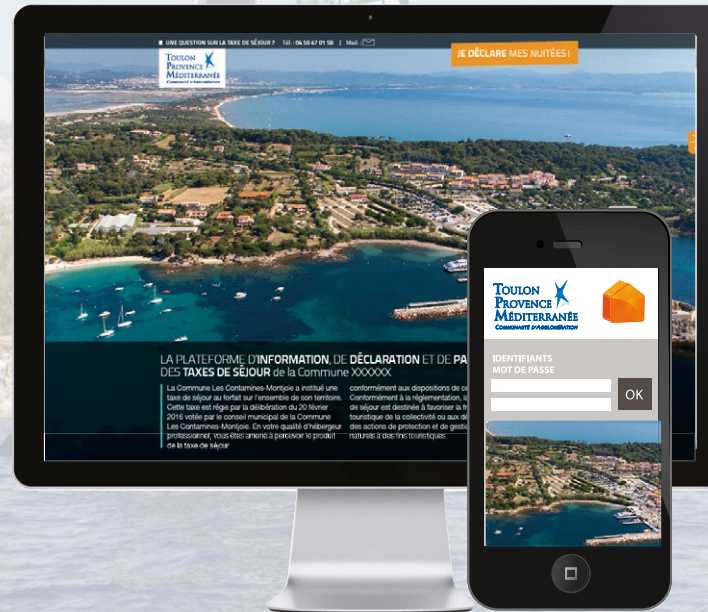 UNE QUESTION SUR LA TAXE DE SÉJOUR ? Tél. : 04 50 47 01 58 | Mail :
JE DÉCLARE MES NUITÉES !
TOULON
PROVENCE
MÉDITERRANÉE
COMMUNAUTÉ D'AGGLOMÉRATION
LA PLATEFORME D'INFORMATION, DE DÉCLARATION ET DE PA
DES TAXES DE SÉJOUR de la Commune XXXXXX
La Commune Les Contamines-Montjoie a institué une
taxe de séjour au forfait sur l'ensemble de son territoire.
Cette taxe est régie par la délibération du 20 février
2016 votée par le conseil municipal de la Commune
Les Contamines-Montjoie. En votre qualité d'hébergeur
professionnel, vous êtes amené à percevoir le produit
de la taxe de séjour
conformément aux dispositions de ce
Conformément à la réglementation, la
de séjour est destinée à favoriser la fr
touristique de la collectivité ou aux dé
des actions de protection et de gestio
naturels à des fins touristiques.
TOULON
PROVENCE
MÉDITERRANÉE
COMMUNAUTÉ D'AGGLOMÉRATION
IDENTIFIANTS
MOT DE PASSE
OK